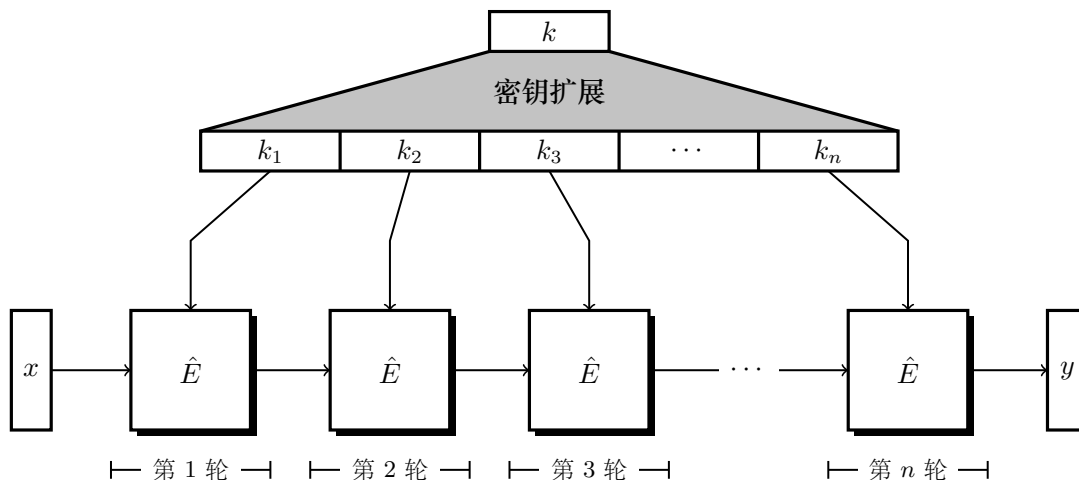 k
密钥扩展
k₁ k₂ k₃ ⋯ kₙ
x Ê Ê Ê ⋯ Ê y
第 1 轮 第 2 轮 第 3 轮 第 n 轮